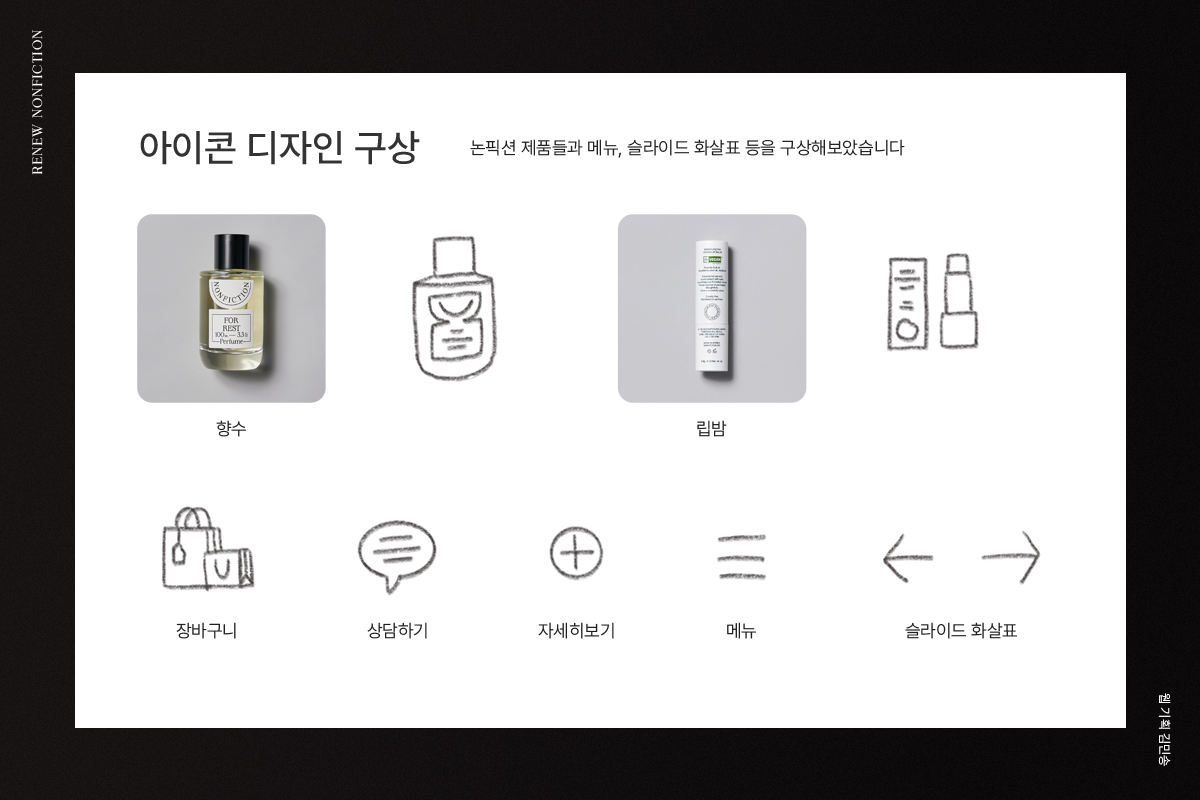 RENEW NONFICTION
아이콘 디자인 구상
논픽션 제품들과 메뉴, 슬라이드 화살표 등을 구상해보았습니다
NONFICTION
FOR
REST
100㎖ — 3.3fl
Perfume
VEGAN
향수
립밤
장바구니
상담하기
자세히보기
메뉴
슬라이드 화살표
웹 기획 김민송